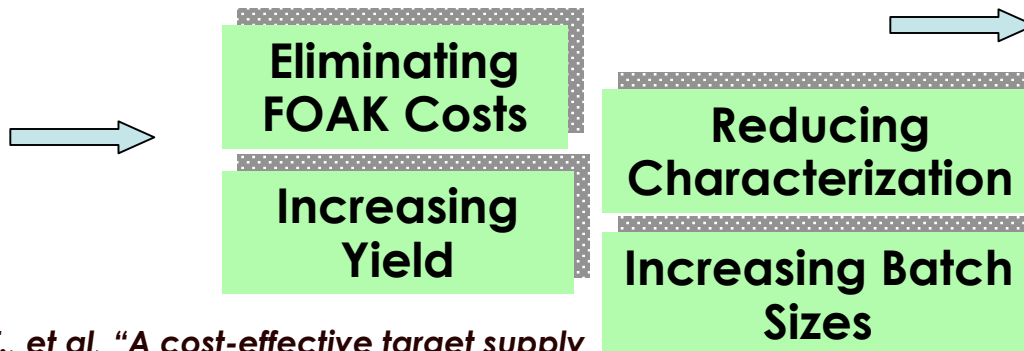 Eliminating
FOAK Costs
Increasing
Yield
Reducing
Characterization
Increasing Batch
Sizes
., et al, “A cost-effective target supply